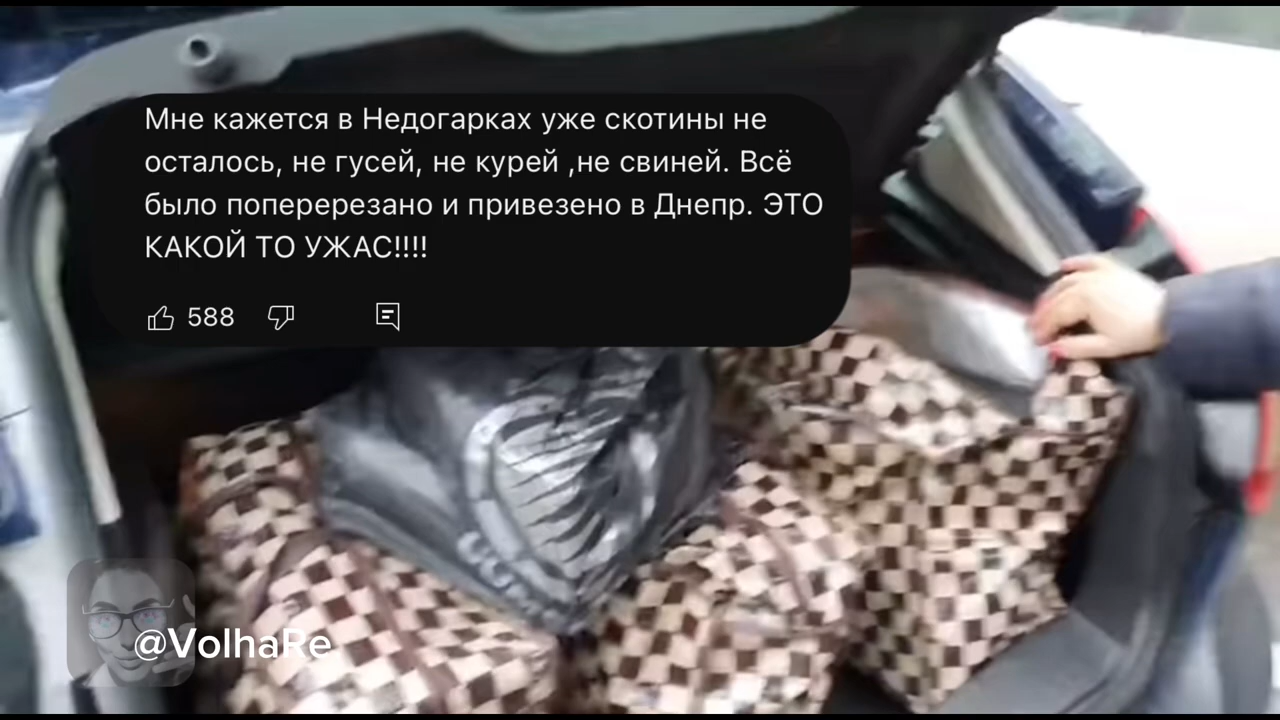 Мне кажется в Недогарках уже скотины не
осталось, не гусей, не курей ,не свиней. Всё
было поперерезано и привезено в Днепр. ЭТО
КАКОЙ ТО УЖАС!!!!
588
@VolhaRe